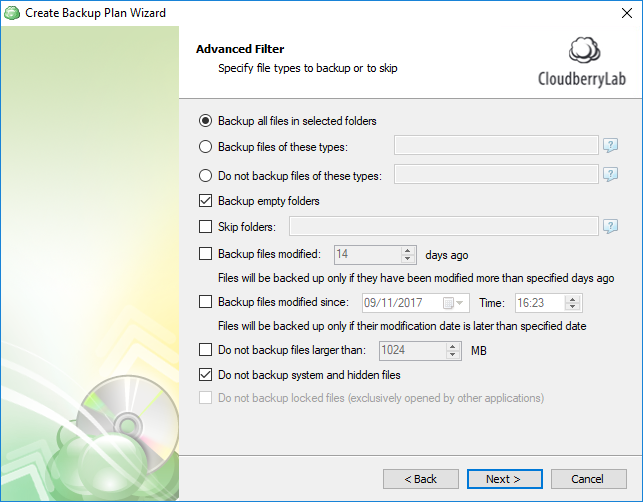 Create Backup Plan Wizard
Advanced Filter
Specify file types to backup or to skip
CloudberryLab
Backup all files in selected folders
Backup files of these types:
?
Do not backup files of these types:
?
Backup empty folders
Skip folders:
?
Backup files modified: 14 days ago
Files will be backed up only if they have been modified more than specified days ago
Backup files modified since: 09/11/2017 Time: 16:23
Files will be backed up only if their modification date is later than specified date
Do not backup files larger than: 1024 MB
Do not backup system and hidden files
Do not backup locked files (exclusively opened by other applications)
< Back Next > Cancel